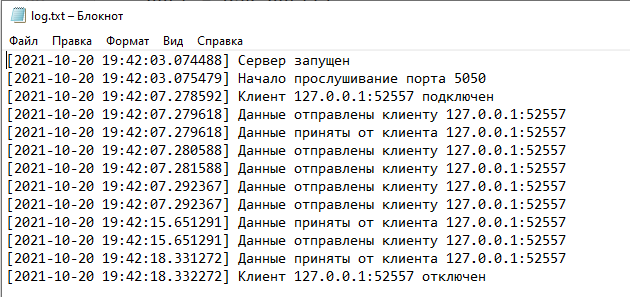 log.txt – Блокнот
Файл Правка Формат Вид Справка
[2021-10-20 19:42:03.074488] Сервер запущен
[2021-10-20 19:42:03.075479] Начало прослушивание порта 5050
[2021-10-20 19:42:07.278592] Клиент 127.0.0.1:52557 подключен
[2021-10-20 19:42:07.279618] Данные отправлены клиенту 127.0.0.1:52557
[2021-10-20 19:42:07.279618] Данные приняты от клиента 127.0.0.1:52557
[2021-10-20 19:42:07.280588] Данные отправлены клиенту 127.0.0.1:52557
[2021-10-20 19:42:07.281588] Данные отправлены клиенту 127.0.0.1:52557
[2021-10-20 19:42:07.292367] Данные отправлены клиенту 127.0.0.1:52557
[2021-10-20 19:42:07.292367] Данные отправлены клиенту 127.0.0.1:52557
[2021-10-20 19:42:15.651291] Данные приняты от клиента 127.0.0.1:52557
[2021-10-20 19:42:15.651291] Данные отправлены клиенту 127.0.0.1:52557
[2021-10-20 19:42:18.331272] Данные приняты от клиента 127.0.0.1:52557
[2021-10-20 19:42:18.332272] Клиент 127.0.0.1:52557 отключен